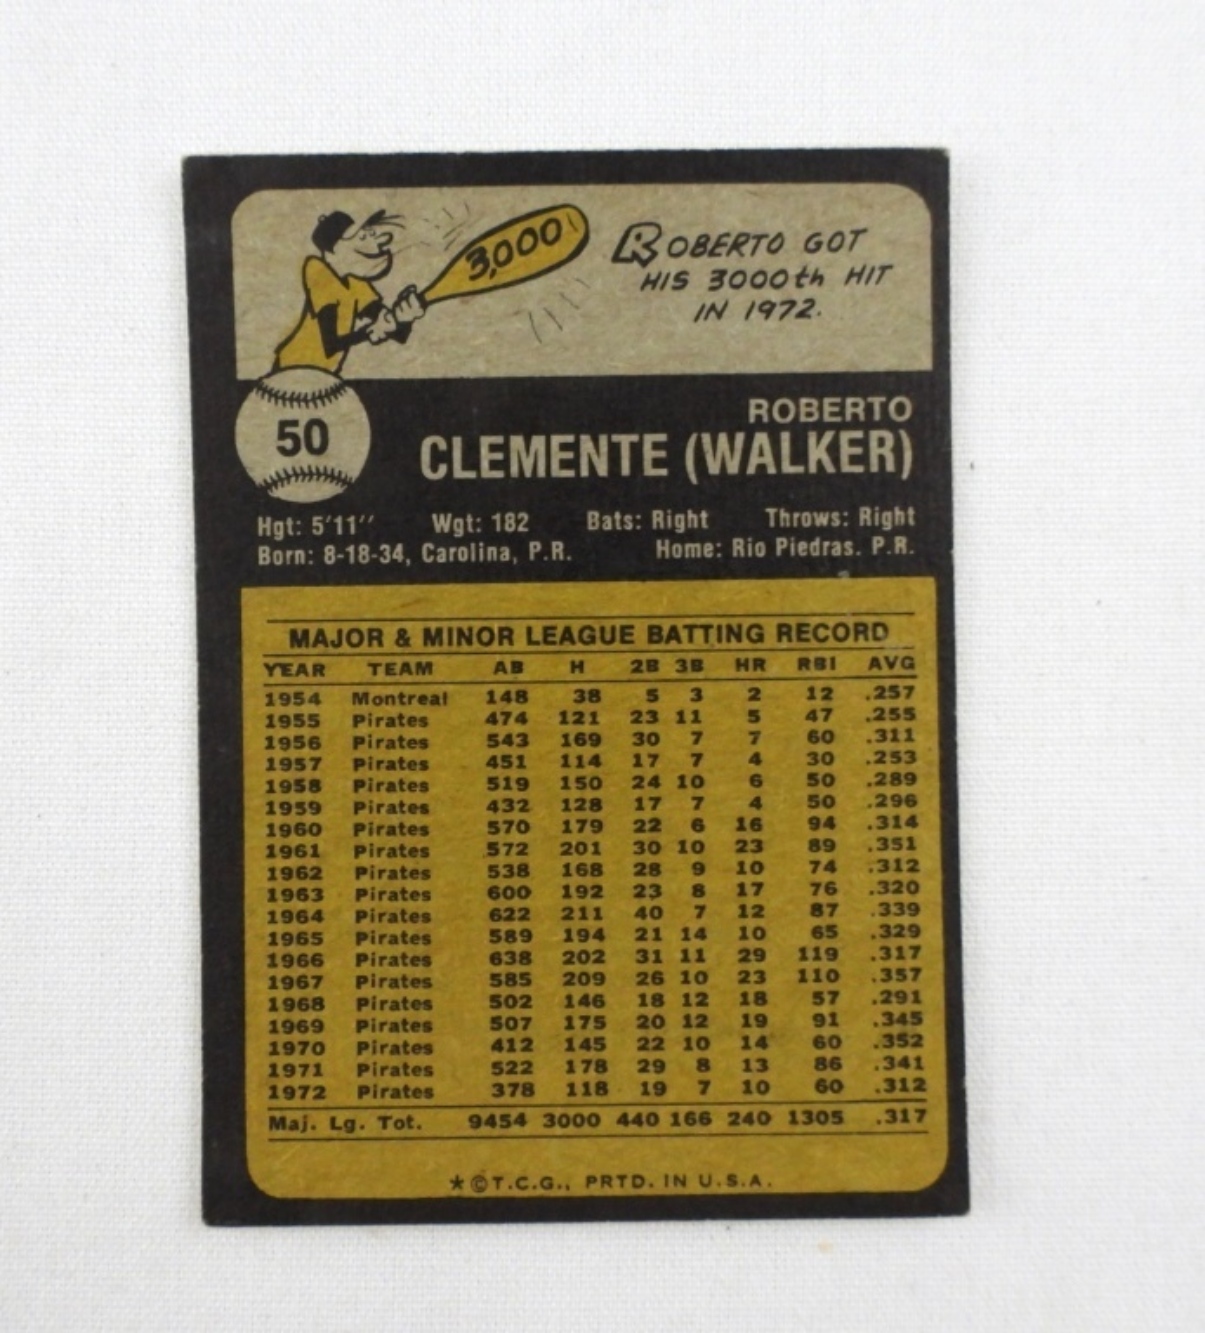 3,000
ROBERTO GOT
HIS 3000th HIT
IN 1972.
50
ROBERTO
CLEMENTE (WALKER)
Hgt: 5'11" Wgt: 182 Bats: Right Throws: Right
Born: 8-18-34, Carolina, P.R. Home: Rio Piedras. P.R.
MAJOR & MINOR LEAGUE BATTING RECORD
YEAR TEAM AB H 2B 3B HR RBI AVG
1954 Montreal 148 38 5 3 2 12 .257
1955 Pirates 474 121 23 11 5 47 .255
1956 Pirates 543 169 30 7 7 60 .311
1957 Pirates 451 114 17 7 4 30 .253
1958 Pirates 519 150 24 10 6 50 .289
1959 Pirates 432 128 17 7 4 50 .296
1960 Pirates 570 179 22 6 16 94 .314
1961 Pirates 572 201 30 10 23 89 .351
1962 Pirates 538 168 28 9 10 74 .312
1963 Pirates 600 192 23 8 17 76 .320
1964 Pirates 622 211 40 7 12 87 .339
1965 Pirates 589 194 21 14 10 65 .329
1966 Pirates 638 202 31 11 29 119 .317
1967 Pirates 585 209 26 10 23 110 .357
1968 Pirates 502 146 18 12 18 57 .291
1969 Pirates 507 175 20 12 19 91 .345
1970 Pirates 412 145 22 10 14 60 .352
1971 Pirates 522 178 29 8 13 86 .341
1972 Pirates 378 118 19 7 10 60 .312
Maj. Lg. Tot. 9454 3000 440 166 240 1305 .317
*©T.C.G., PRTD. IN U.S.A.